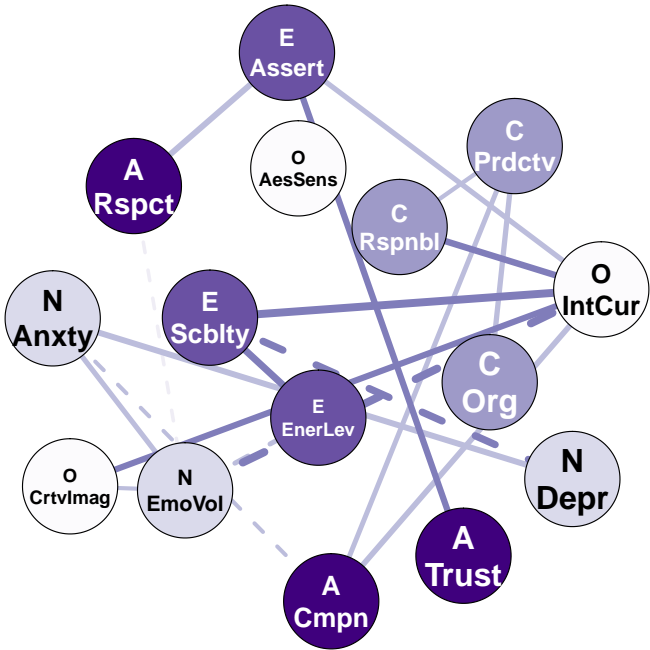 E
Assert
C
Prdctv
O
AesSens
A
Rspct
C
Rspnbl
O
IntCur
N
Anxty
E
Scblty
C
Org
E
EnerLev
O
CrtvImag
N
EmoVol
N
Depr
A
Trust
A
Cmpn